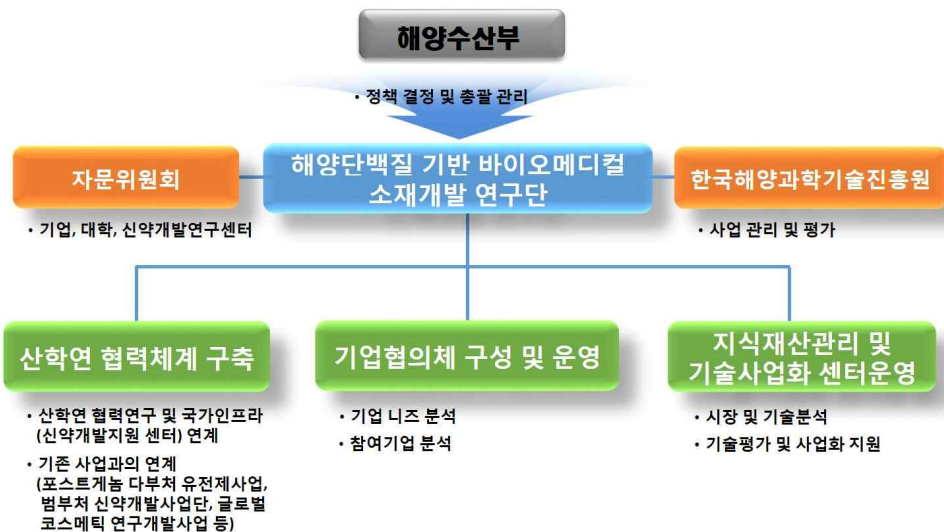 해양수산부
• 정책 결정 및 총괄 관리
자문위원회
해양단백질 기반 바이오메디컬
소재개발 연구단
한국해양과학기술진흥원
• 기업, 대학, 신약개발연구센터
• 사업 관리 및 평가
산학연 협력체계 구축
기업협의체 구성 및 운영
지식재산관리 및
기술사업화 센터운영
• 산학연 협력연구 및 국가인프라
(신약개발지원 센터) 연계
• 기존 사업과의 연계
(포스트게놈 다부처 유전제사업,
범부처 신약개발사업단, 글로벌
코스메틱 연구개발사업 등)
• 기업 니즈 분석
• 참여기업 분석
• 시장 및 기술분석
• 기술평가 및 사업화 지원